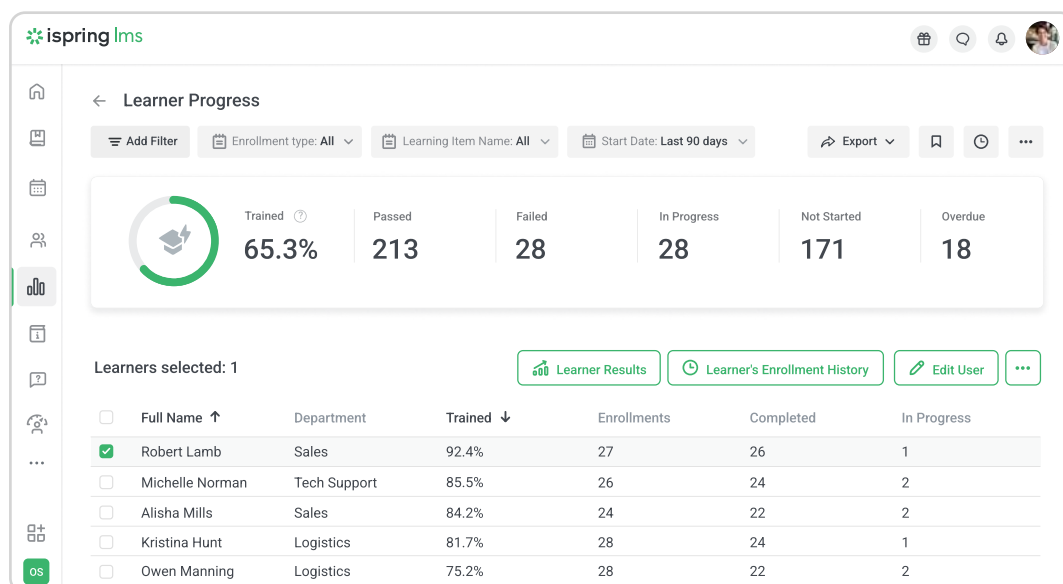 ispring lms
Learner Progress
Add Filter Enrollment type: All Learning Item Name: All Start Date: Last 90 days Export
Trained ? Passed Failed In Progress Not Started Overdue
65.3% 213 28 28 171 18
Learners selected: 1 Learner Results Learner's Enrollment History Edit User
Full Name Department Trained Enrollments Completed In Progress
Robert Lamb Sales 92.4% 27 26 1
Michelle Norman Tech Support 85.5% 26 24 2
Alisha Mills Sales 84.2% 24 22 2
Kristina Hunt Logistics 81.7% 28 24 1
Owen Manning Logistics 75.2% 28 22 2
OS